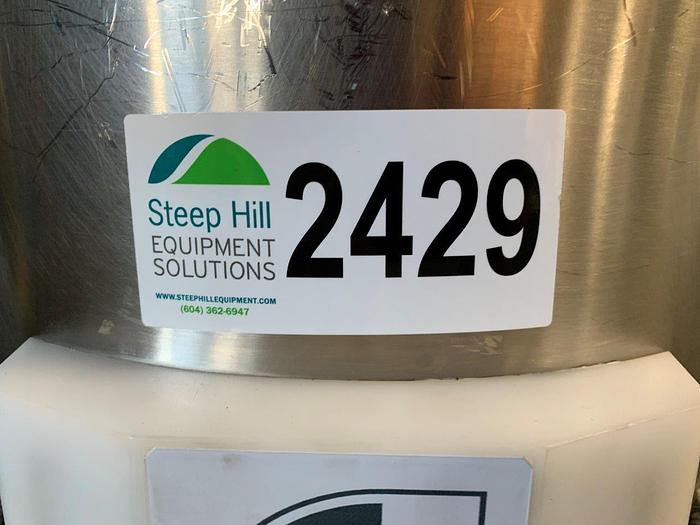 Steep Hill
EQUIPMENT
SOLUTIONS
WWW.STEEPHILLEQUIPMENT.COM
(604) 362-6947
2429